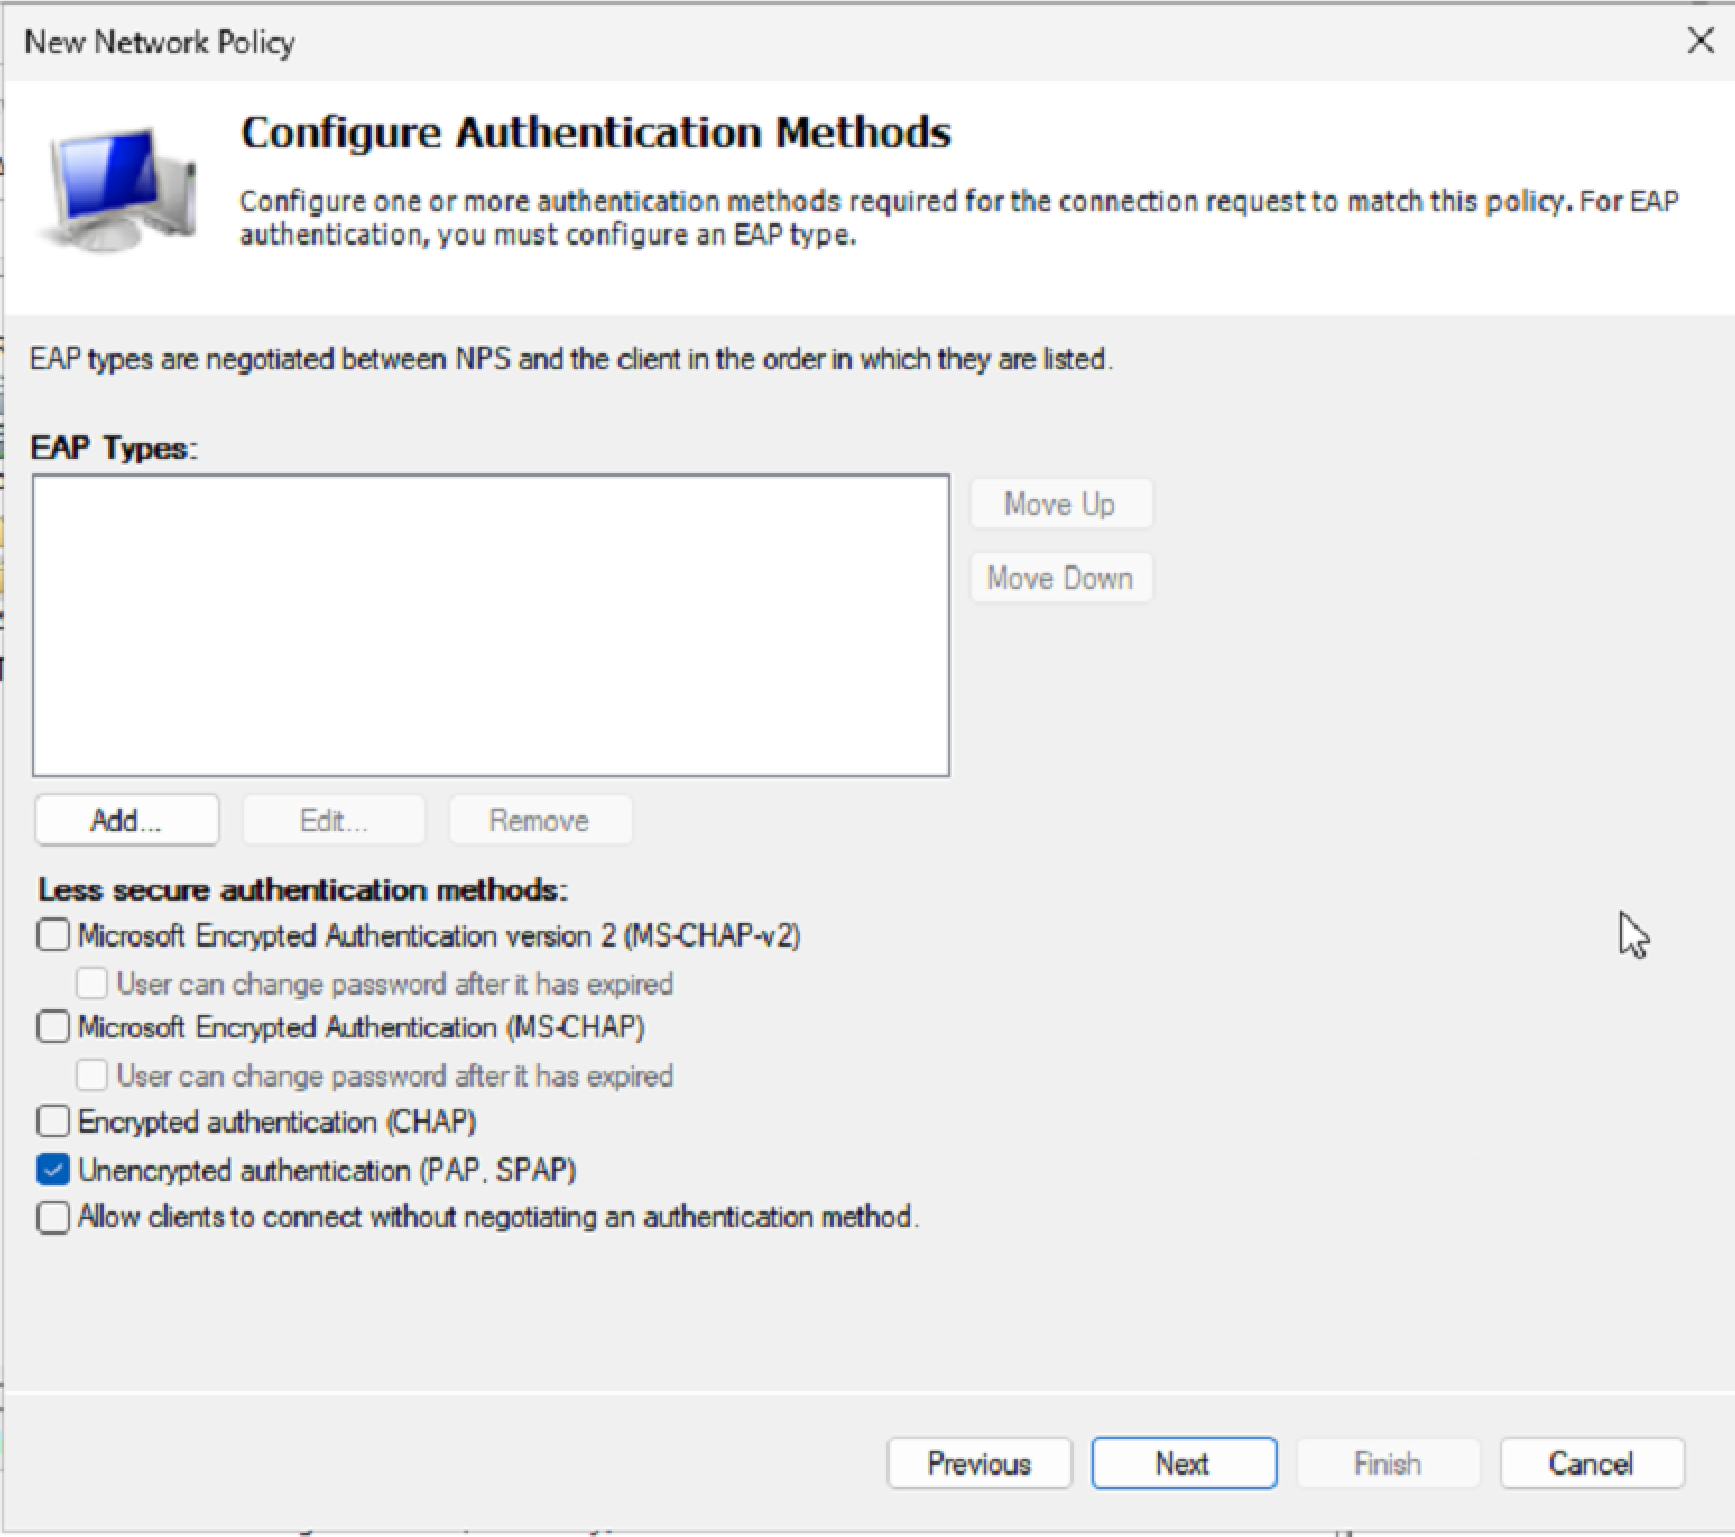 New Network Policy
Configure Authentication Methods
Configure one or more authentication methods required for the connection request to match this policy. For EAP
authentication, you must configure an EAP type.
EAP types are negotiated between NPS and the client in the order in which they are listed.
EAP Types:
Move Up
Move Down
Add...
Edit...
Remove
Less secure authentication methods:
Microsoft Encrypted Authentication version 2 (MS-CHAP-v2)
User can change password after it has expired
Microsoft Encrypted Authentication (MS-CHAP)
User can change password after it has expired
Encrypted authentication (CHAP)
Unencrypted authentication (PAP, SPAP)
Allow clients to connect without negotiating an authentication method.
Previous
Next
Finish
Cancel